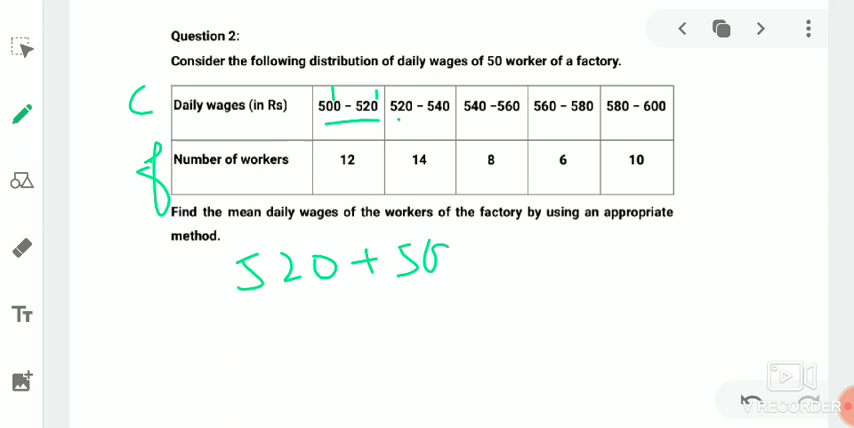 Question 2:
Consider the following distribution of daily wages of 50 worker of a factory.
C Daily wages (in Rs) 500 – 520 520 – 540 540 –560 560 – 580 580 – 600
f Number of workers 12 14 8 6 10
Find the mean daily wages of the workers of the factory by using an appropriate
method.
520 + 50
Tт
V RECORDER